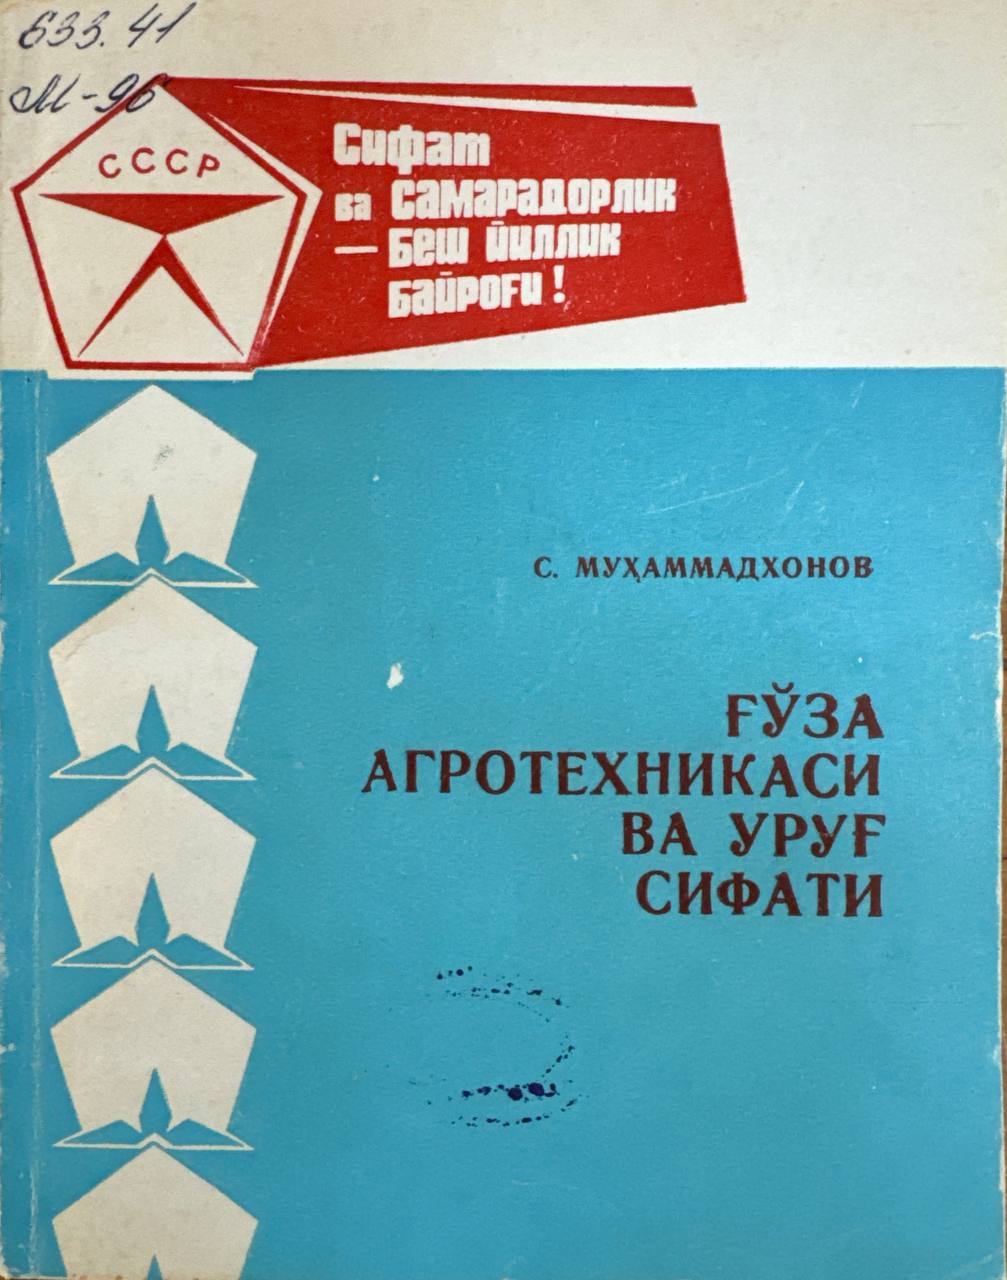 633.41
М-96
СССР
Сифат
ва самарадорлик
— беш йиллик
байроғи!
С. МУҲАММАДХОНОВ
ҒЎЗА
АГРОТЕХНИКАСИ
ВА УРУҒ
СИФАТИ